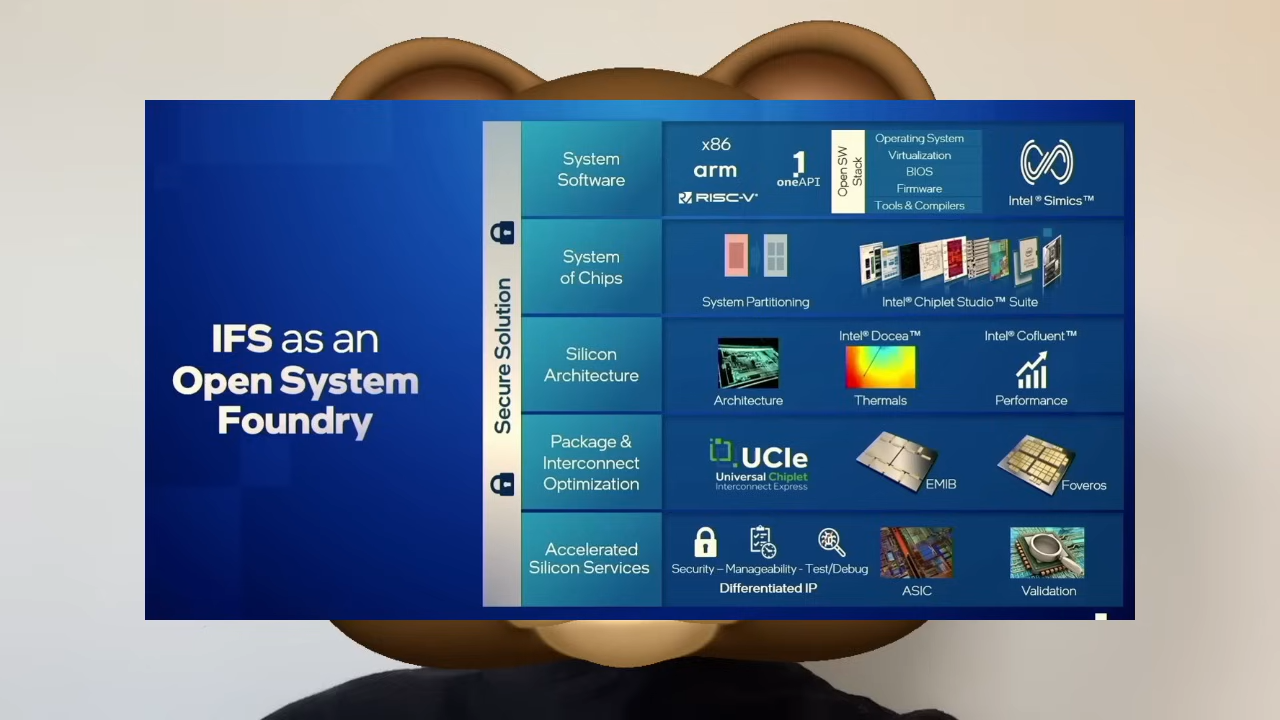 IFS as an
Open System
Foundry
Secure Solution
System
Software
x86
arm
RISC-V®
1
oneAPI
Open SW
Stack
Operating System
Virtualization
BIOS
Firmware
Tools & Compilers
Intel® Simics™
System
of Chips
System Partitioning
Intel® Chiplet Studio™ Suite
Silicon
Architecture
Architecture
Intel® Docea™
Thermals
Intel® Cofluent™
Performance
Package &
Interconnect
Optimization
UCIe
Universal Chiplet
Interconnect Express
EMIB
Foveros
Accelerated
Silicon Services
Security – Manageability - Test/Debug
Differentiated IP
ASIC
Validation